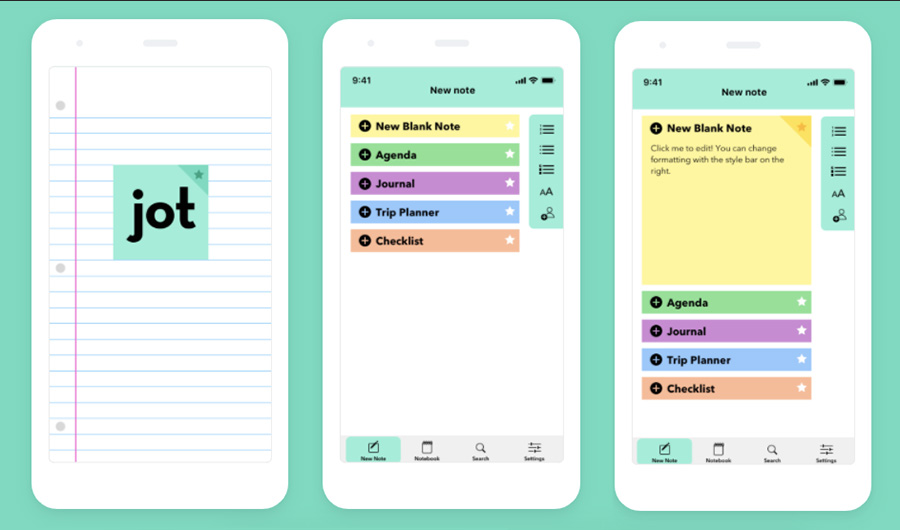 jot
9:41
New note
New Blank Note
Agenda
Journal
Trip Planner
Checklist
AA
New Note
Notebook
Search
Settings
9:41
New note
New Blank Note
Click me to edit! You can change
formatting with the style bar on the
right.
AA
Agenda
Journal
Trip Planner
Checklist
New Note
Notebook
Search
Settings